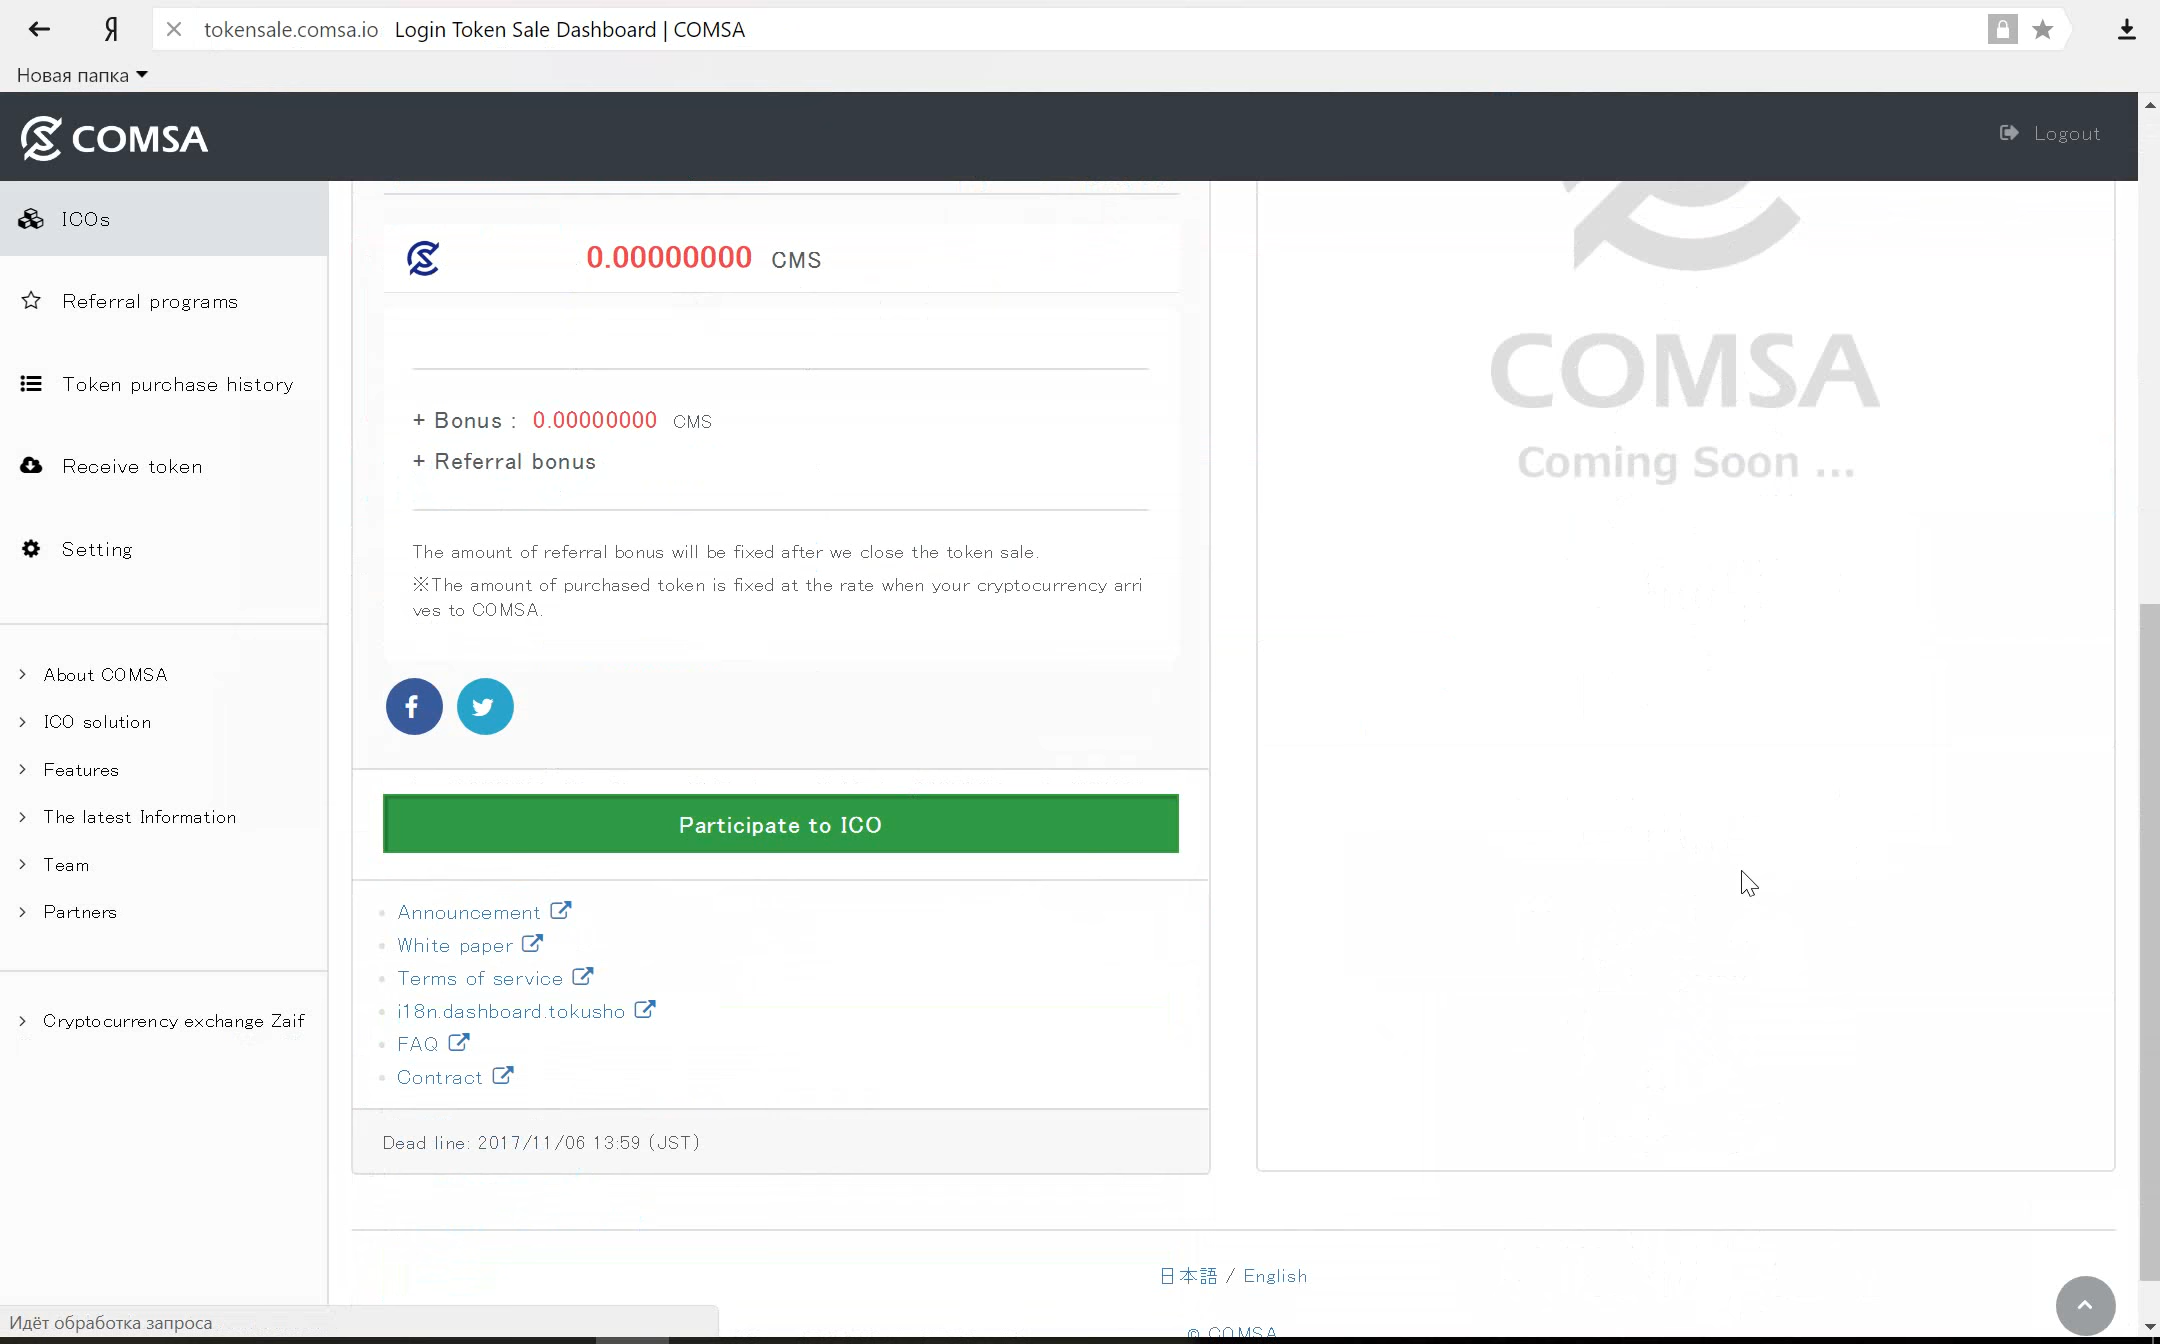 Я
tokensale.comsa.io Login Token Sale Dashboard | COMSA
Новая папка
COMSA
Logout
ICOs
Referral programs
Token purchase history
Receive token
Setting
About COMSA
ICO solution
Features
The latest Information
Team
Partners
Cryptocurrency exchange Zaif
0.00000000 CMS
+ Bonus : 0.00000000 CMS
+ Referral bonus
The amount of referral bonus will be fixed after we close the token sale.
※The amount of purchased token is fixed at the rate when your cryptocurrency arri
ves to COMSA.
Participate to ICO
Announcement
White paper
Terms of service
i18n.dashboard.tokusho
FAQ
Contract
Dead line: 2017/11/06 13:59 (JST)
COMSA
Coming Soon ...
日本語 / English
© COMSA
Идёт обработка запроса